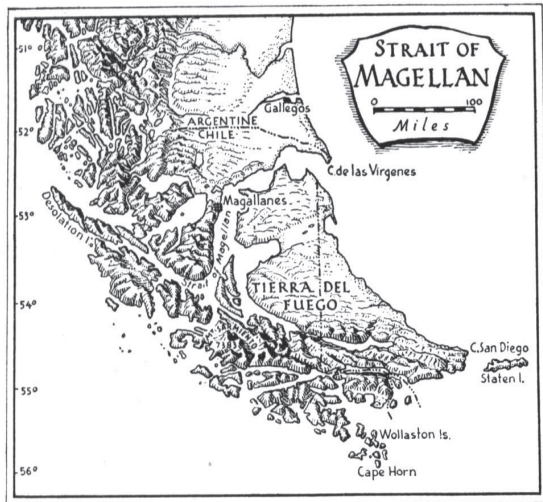 STRAIT OF
MAGELLAN
0 100
Miles
51°
Gallegos
ARGENTINE
CHILE
52°
C. de las Virgenes
Magallanes
53°
Desolation I.
Strait of Magellan
TIERRA DEL
FUEGO
54°
C. San Diego
Staten I.
55°
Wollaston Is.
Cape Horn
56°